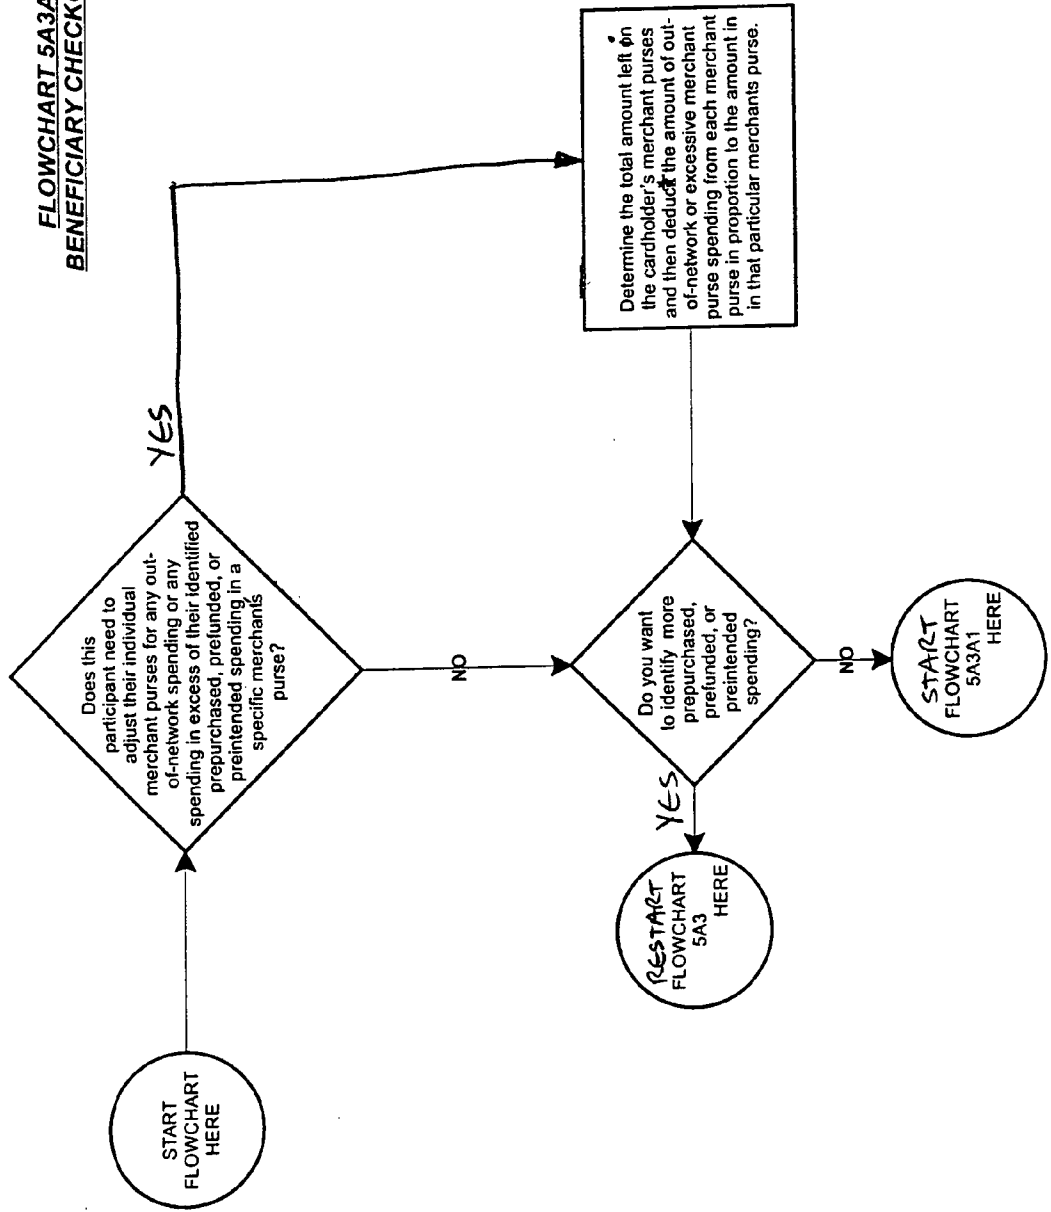 FLOWCHART 5A3A
BENEFICIARY
START
FLOWCHART
HERE
Does this
participant need to
adjust their individual
merchant purses for any out-
of-network spending or any
spending in excess of their identified
prepurchased, prefunded, or
preintended spending in a
specific merchant's
purse?
YES
NO
Determine the total amount left on
the cardholder's merchant purses
and then deduct the amount of out-
of-network or excessive merchant
purse spending from each merchant
purse in proportion to the amount in
in that particular merchants purse.
Do you want
to identify more
prepurchased,
prefunded, or
preintended
spending?
YES
NO
RESTART
FLOWCHART
5A3
HERE
START
FLOWCHART
5A3A1
HERE